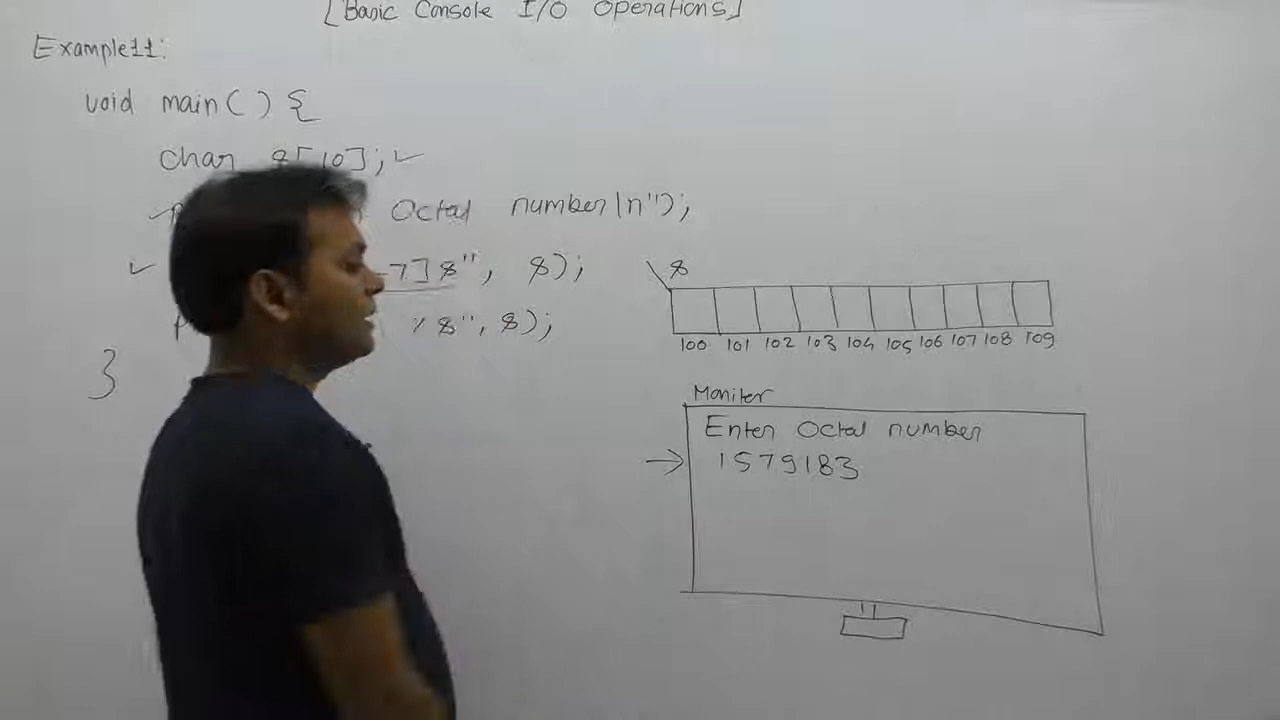 [Basic Console I/O Operations]
Example11:
void main() {
char s[10];
Octal number\n");
-7]s", s);
%s", s);
}
s
100 101 102 103 104 105 106 107 108 109
Moniter
Enter Octal number
1579183